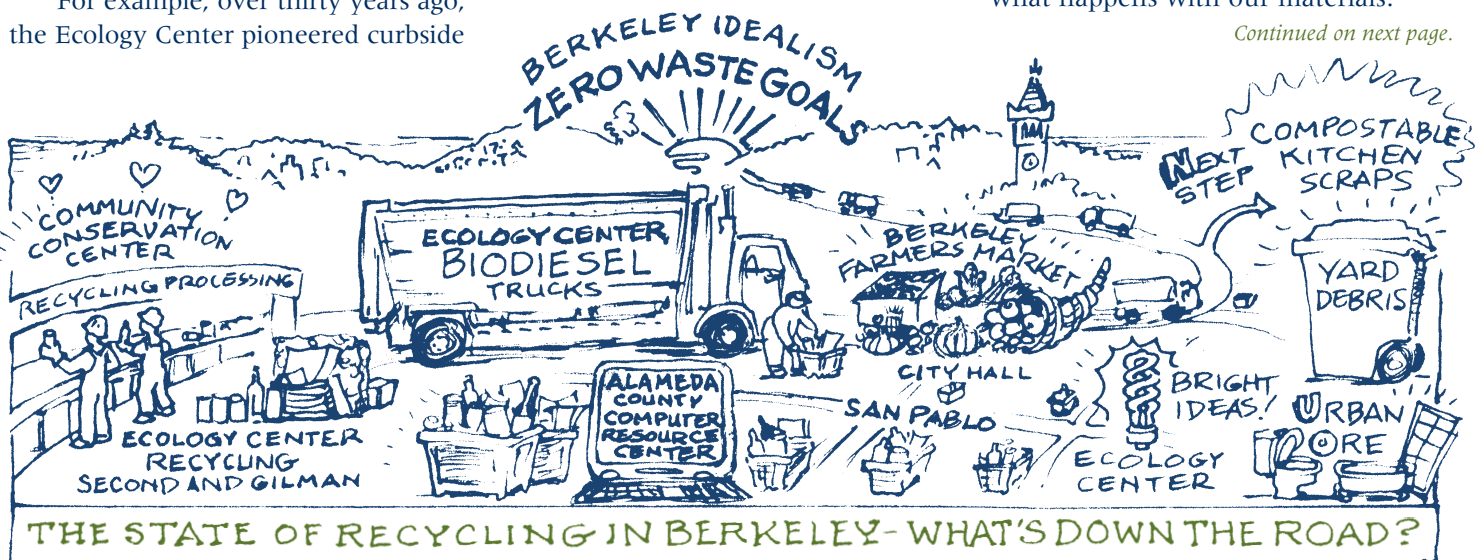 For example, over thirty years ago,
the Ecology Center pioneered curbside
what happens with our materials.
Continued on next page.
BERKELEY IDEALISM
ZERO WASTE GOALS
COMMUNITY
CONSERVATION
CENTER
RECYCLING PROCESSING
ECOLOGY CENTER
BIODIESEL
TRUCKS
BERKELEY
FARMERS MARKET
NEXT
STEP
COMPOSTABLE
KITCHEN
SCRAPS
YARD
DEBRIS
CITY HALL
SAN PABLO
ALAMEDA
COUNTY
COMPUTER
RESOURCE
CENTER
BRIGHT
IDEAS!
ECOLOGY
CENTER
URBAN
ORE
ECOLOGY CENTER
RECYCLING
SECOND AND GILMAN
THE STATE OF RECYCLING IN BERKELEY-WHAT'S DOWN THE ROAD?